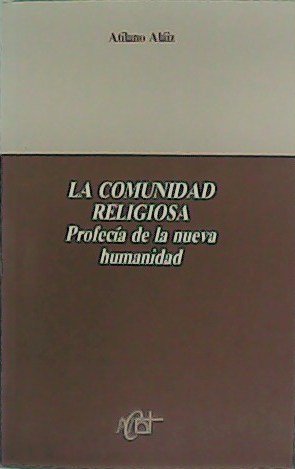 Atilano Aláiz
LA COMUNIDAD
RELIGIOSA
Profecía de la nueva
humanidad